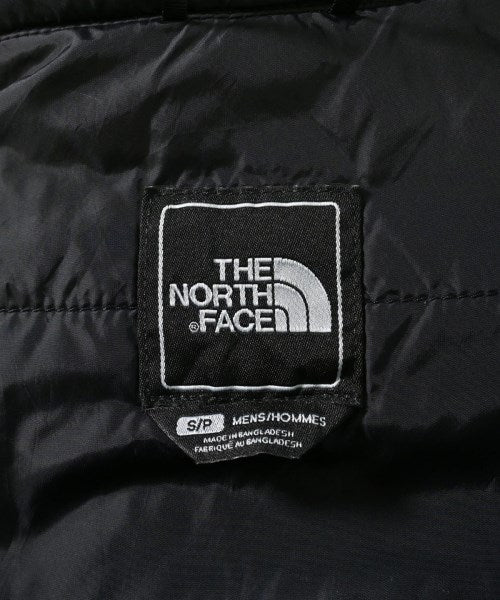 THE
NORTH
®FACE
S/P MENS/HOMMES
MADE IN BANGLADESH
FABRIQUÉ AU BANGLADESH